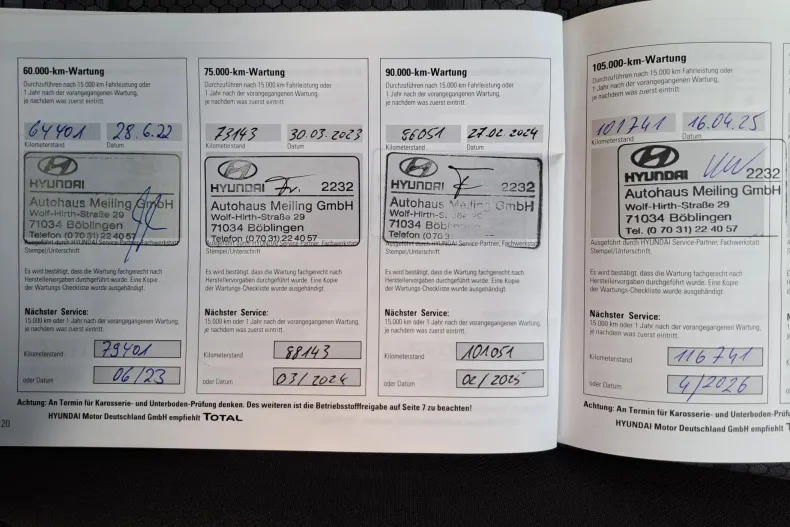 60.000-km-Wartung
Durchzuführen nach 15.000 km Fahrleistung oder
1 Jahr nach der vorangegangenen Wartung,
je nachdem was zuerst eintritt.
64401 28.6.22
Kilometerstand Datum
HYUNDAI
Autohaus Meiling GmbH
Wolf-Hirth-Straße 29
71034 Böblingen
Telefon (0 70 31) 22 40 57
Ausgeführt durch HYUNDAI Service-Partner, Fachwerkstatt
Stempel/Unterschrift
Es wird bestätigt, dass die Wartung fachgerecht nach
Herstellervorgaben durchgeführt wurde. Eine Kopie
der Wartungs-Checkliste wurde ausgehändigt.
Nächster Service:
15.000 km oder 1 Jahr nach der vorangegangenen Wartung,
je nachdem was zuerst eintritt.
Kilometerstand 79401
oder Datum 06/23
75.000-km-Wartung
Durchzuführen nach 15.000 km Fahrleistung oder
1 Jahr nach der vorangegangenen Wartung,
je nachdem was zuerst eintritt.
73143 30.03.2023
Kilometerstand Datum
HYUNDAI 2232
Autohaus Meiling GmbH
Wolf-Hirth-Straße 29
71034 Böblingen
Telefon (0 70 31) 22 40 57
Ausgeführt durch HYUNDAI Service-Partner, Fachwerkstatt
Stempel/Unterschrift
Es wird bestätigt, dass die Wartung fachgerecht nach
Herstellervorgaben durchgeführt wurde. Eine Kopie
der Wartungs-Checkliste wurde ausgehändigt.
Nächster Service:
15.000 km oder 1 Jahr nach der vorangegangenen Wartung,
je nachdem was zuerst eintritt.
Kilometerstand 88143
oder Datum 03/2024
90.000-km-Wartung
Durchzuführen nach 15.000 km Fahrleistung oder
1 Jahr nach der vorangegangenen Wartung,
je nachdem was zuerst eintritt.
86051 27.02.2024
Kilometerstand Datum
HYUNDAI 2232
Autohaus Meiling GmbH
Wolf-Hirth-S
71034 Böbl
Telefon (0 70 3
Ausgeführt durch HYUNDAI Service-Partner, Fachwerkstatt
Stempel/Unterschrift
Es wird bestätigt, dass die Wartung fachgerecht nach
Herstellervorgaben durchgeführt wurde. Eine Kopie
der Wartungs-Checkliste wurde ausgehändigt.
Nächster Service:
15.000 km oder 1 Jahr nach der vorangegangenen Wartung,
je nachdem was zuerst eintritt.
Kilometerstand 101051
oder Datum 02/2025
Achtung: An Termin für Karosserie- und Unterboden-Prüfung denken. Des weiteren ist die Betriebsstofffreigabe auf Seite 7 zu beachten!
20 HYUNDAI Motor Deutschland GmbH empfiehlt TOTAL
105.000-km-Wartung
Durchzuführen nach 15.000 km Fahrleistung oder
1 Jahr nach der vorangegangenen Wartung,
je nachdem was zuerst eintritt.
101741 16.04.25
Kilometerstand Datum
HYUNDAI 2232
Autohaus Meiling GmbH
Wolf-Hirth-Straße 29
71034 Böblingen
Tel. (0 70 31) 22 40 57
Ausgeführt durch HYUNDAI Service-Partner, Fachwerkstatt
Stempel/Unterschrift
Es wird bestätigt, dass die Wartung fachgerecht nach
Herstellervorgaben durchgeführt wurde. Eine Kopie
der Wartungs-Checkliste wurde ausgehändigt.
Nächster Service:
15.000 km oder 1 Jahr nach der vorangegangenen Wartung,
je nachdem was zuerst eintritt.
Kilometerstand 116741
oder Datum 4/2026
Achtung: An Termin für Karosserie- und Unterboden-Prüfu
HYUNDAI Motor Deutschland GmbH empfiehlt T